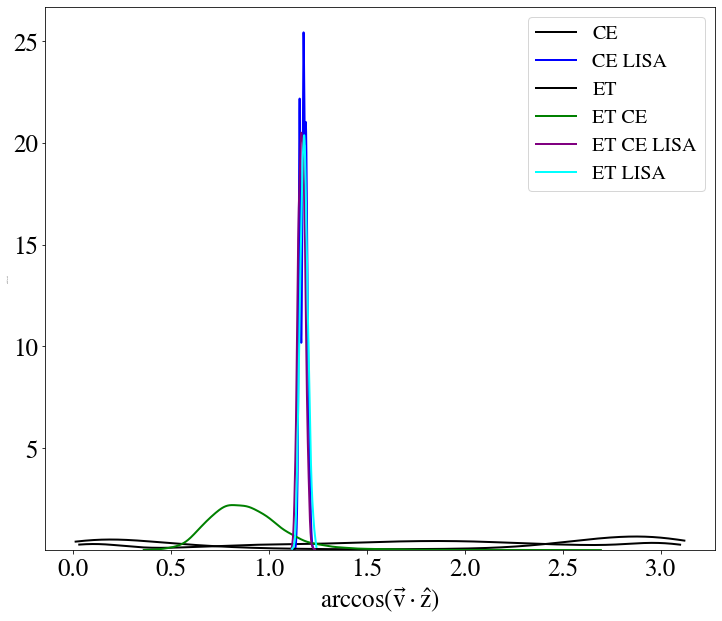 CE
CE LISA
ET
ET CE
ET CE LISA
ET LISA
25
20
15
10
5
0.0 0.5 1.0 1.5 2.0 2.5 3.0
arccos(v⃗ · ẑ)